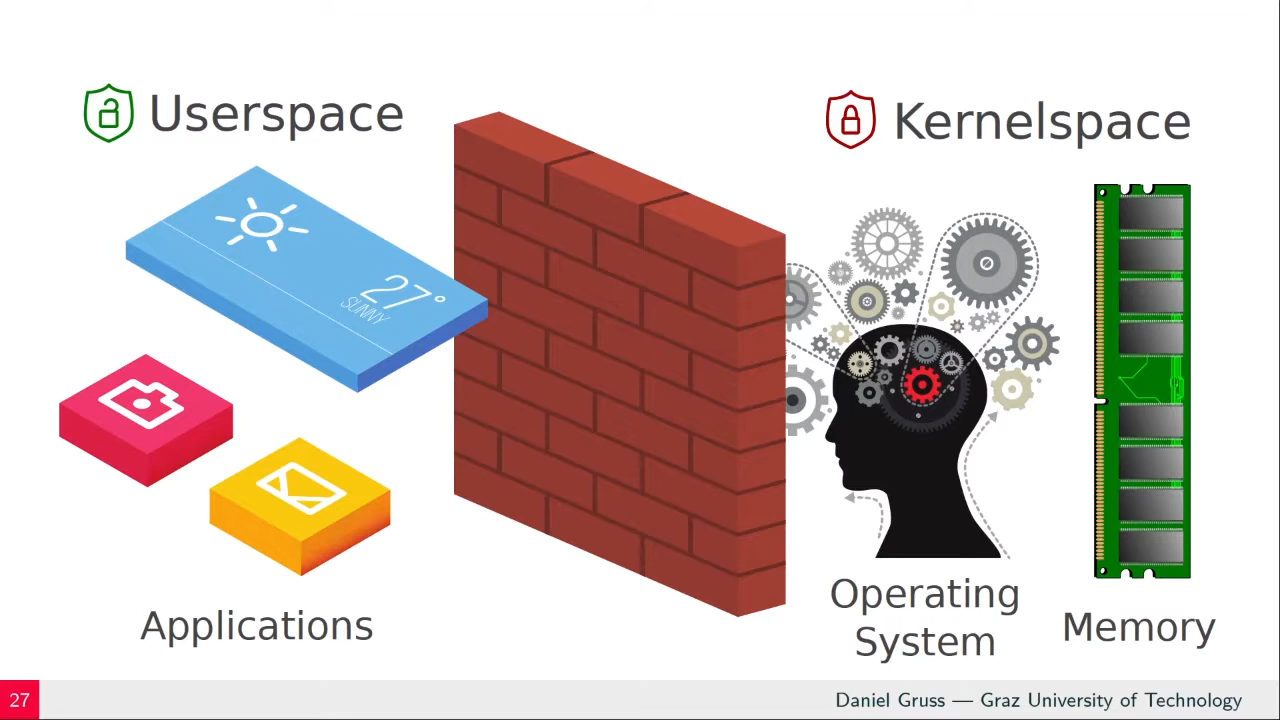 Userspace
Kernelspace
27°
SUNNY
Applications
Operating
System
Memory
27
Daniel Gruss — Graz University of Technology